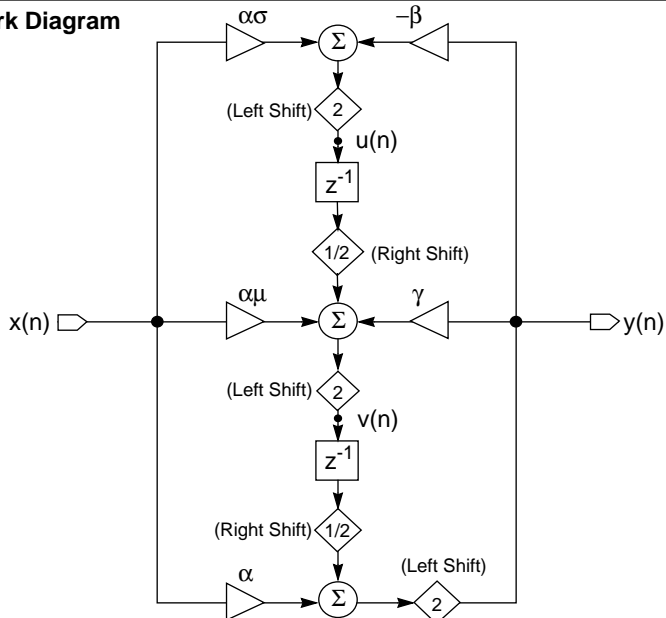 rk Diagram
ασ
Σ
−β
(Left Shift)
2
u(n)
z-1
1/2
(Right Shift)
x(n)
αμ
Σ
γ
y(n)
(Left Shift)
2
v(n)
z-1
(Right Shift)
1/2
(Left Shift)
α
Σ
2